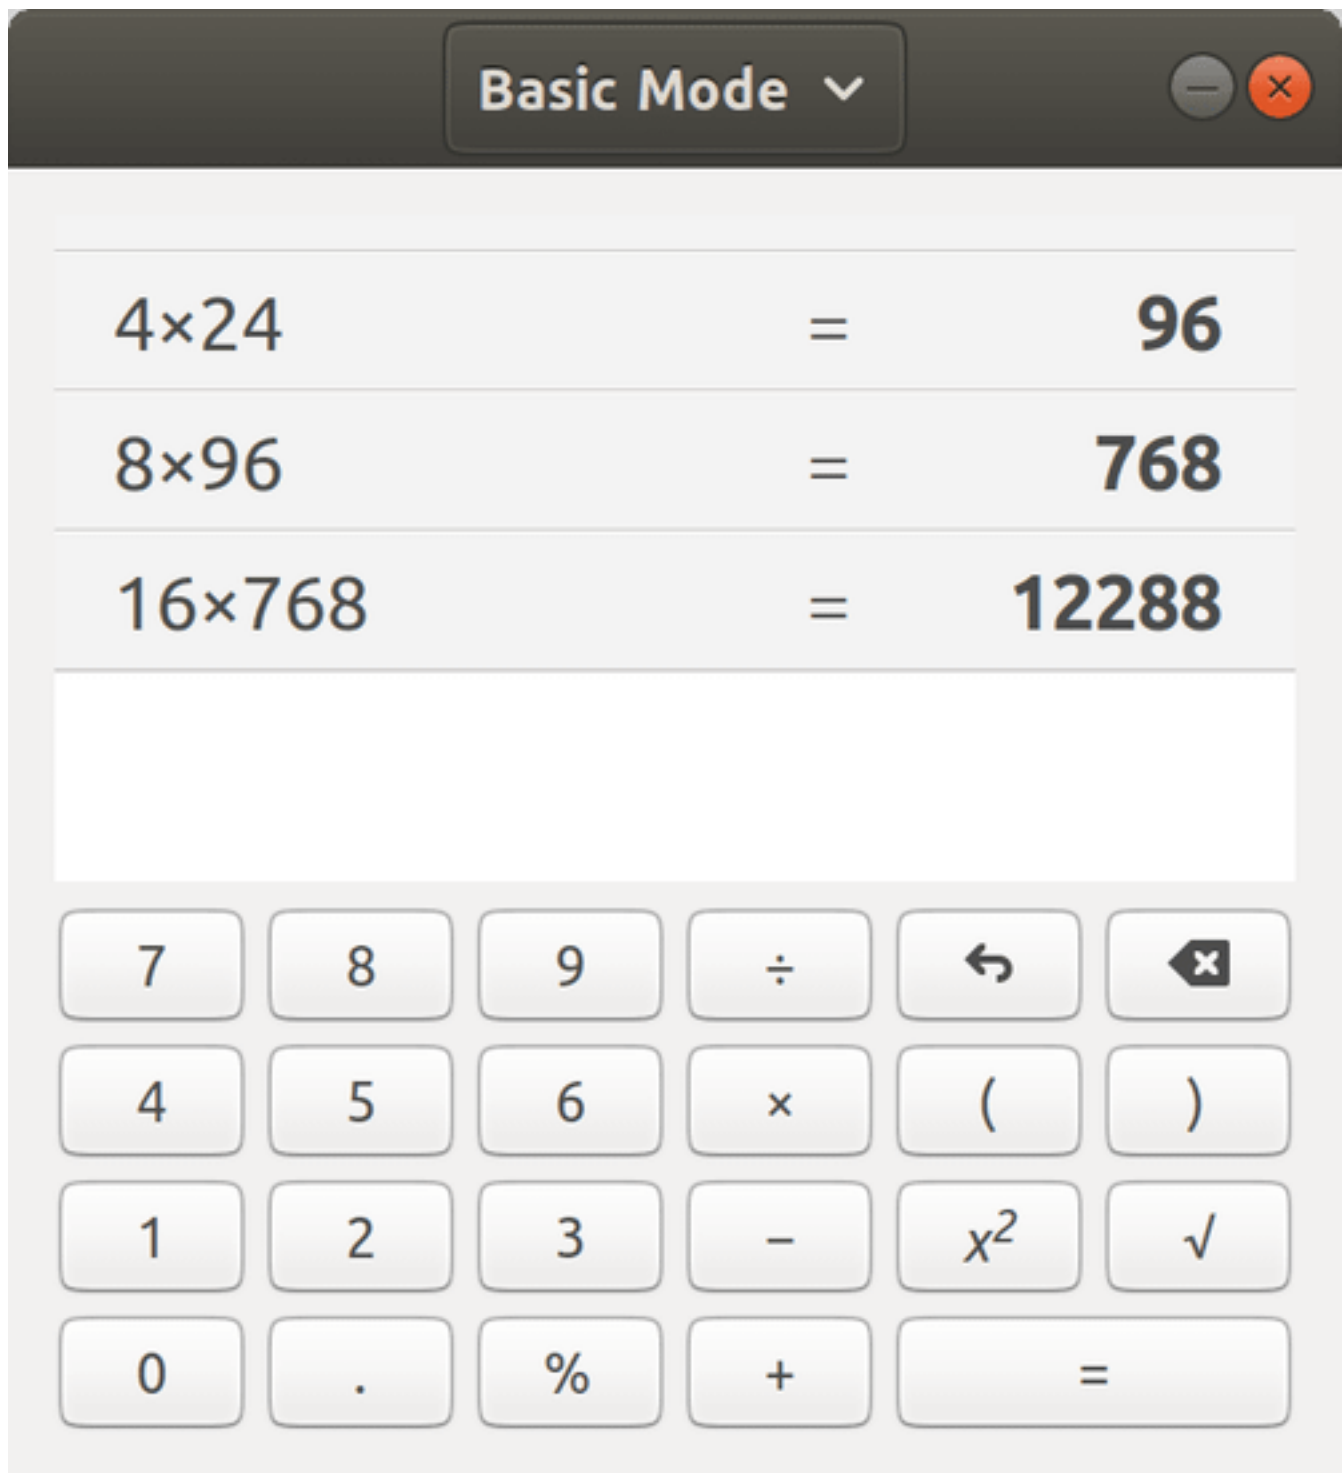 Basic Mode
4×24 = 96
8×96 = 768
16×768 = 12288
7 8 9 ÷
4 5 6 × ( )
1 2 3 − x² √
0 . % + =